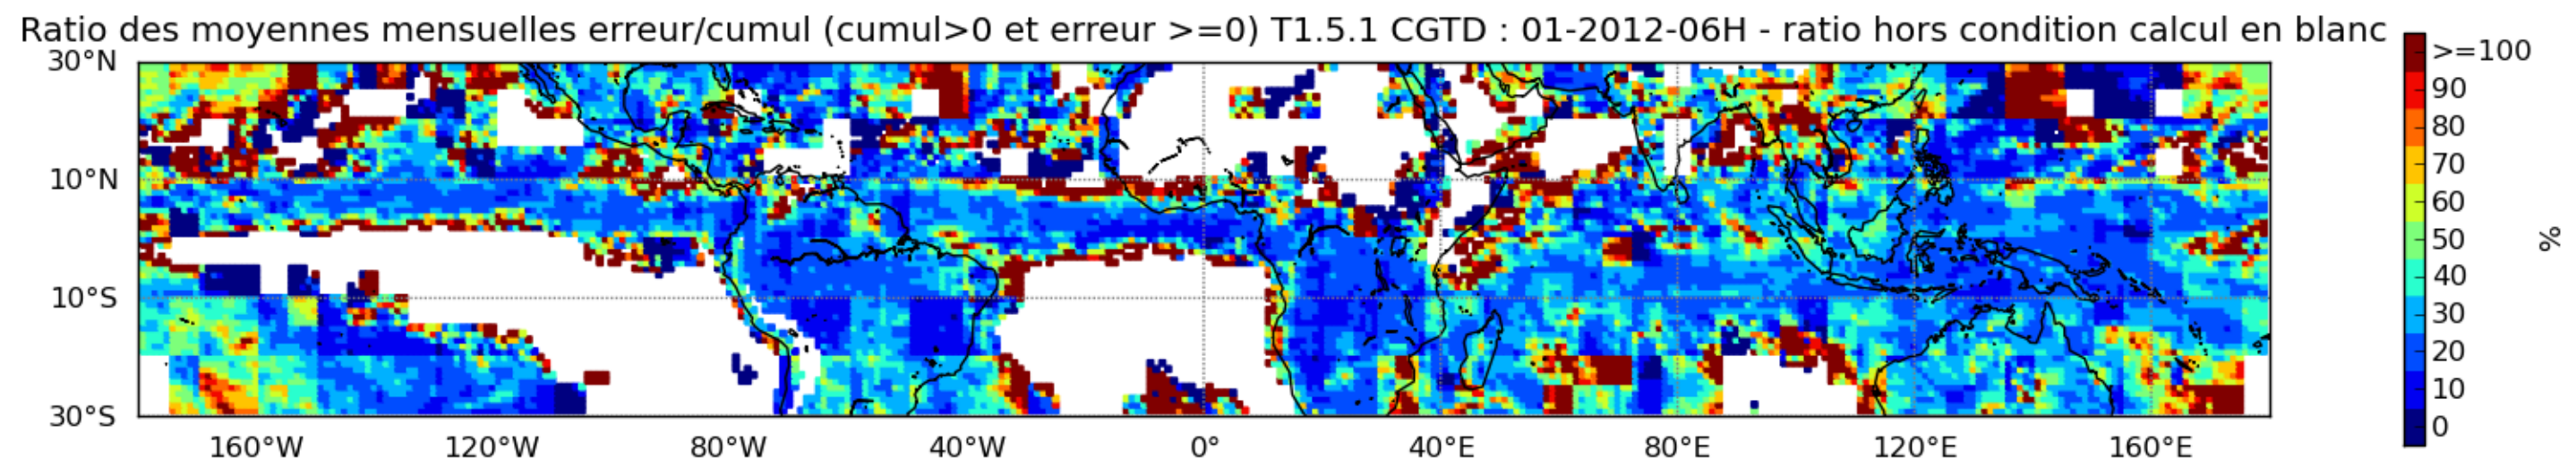 Ratio des moyennes mensuelles erreur/cumul (cumul>0 et erreur >=0) T1.5.1 CGTD : 01-2012-06H - ratio hors condition calcul en blanc
30°N
10°N
10°S
30°S
160°W 120°W 80°W 40°W 0° 40°E 80°E 120°E 160°E
>=100
90
80
70
60
50
40
30
20
10
0
%